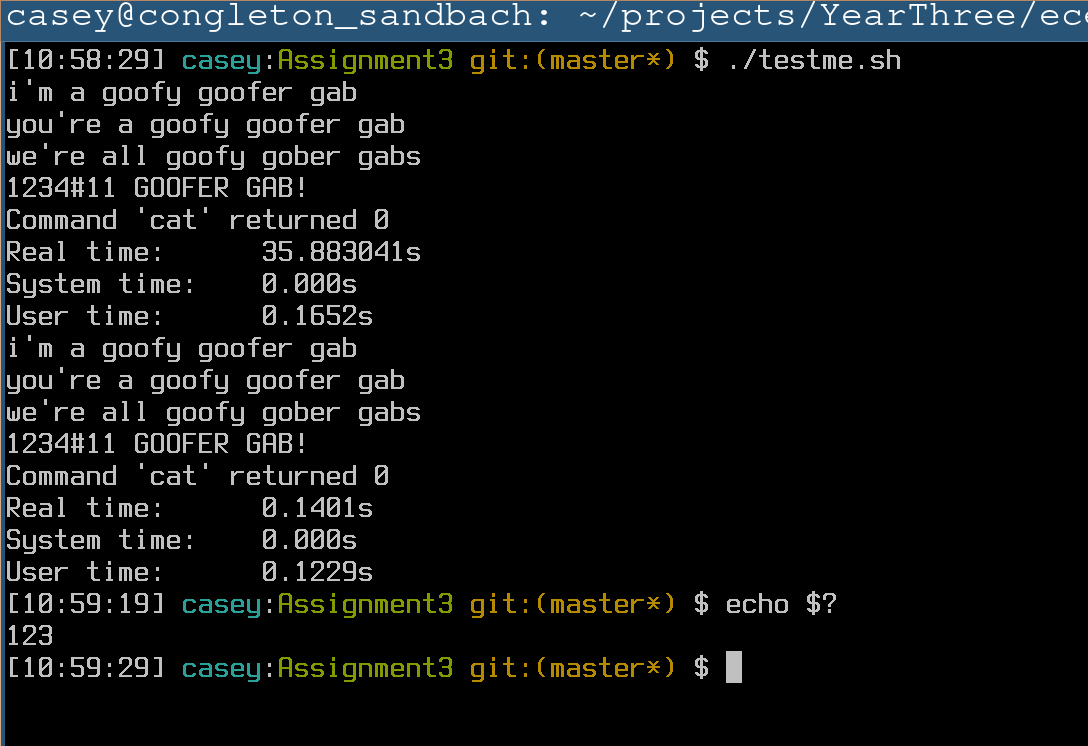 casey@congleton_sandbach: ~/projects/YearThree/ece
[10:58:29] casey:Assignment3 git:(master*) $ ./testme.sh
i'm a goofy goofer gab
you're a goofy goofer gab
we're all goofy gober gabs
1234#11 GOOFER GAB!
Command 'cat' returned 0
Real time:      35.883041s
System time:    0.000s
User time:      0.1652s
i'm a goofy goofer gab
you're a goofy goofer gab
we're all goofy gober gabs
1234#11 GOOFER GAB!
Command 'cat' returned 0
Real time:      0.1401s
System time:    0.000s
User time:      0.1229s
[10:59:19] casey:Assignment3 git:(master*) $ echo $?
123
[10:59:29] casey:Assignment3 git:(master*) $